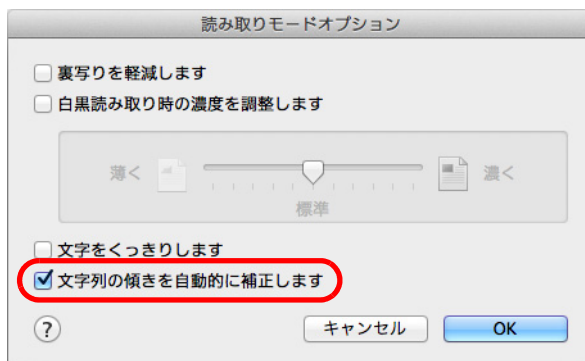 読み取りモードオプション
裏写りを軽減します
白黒読み取り時の濃度を調整します
薄く 濃く
標準
文字をくっきりします
文字列の傾きを自動的に補正します
? キャンセル OK